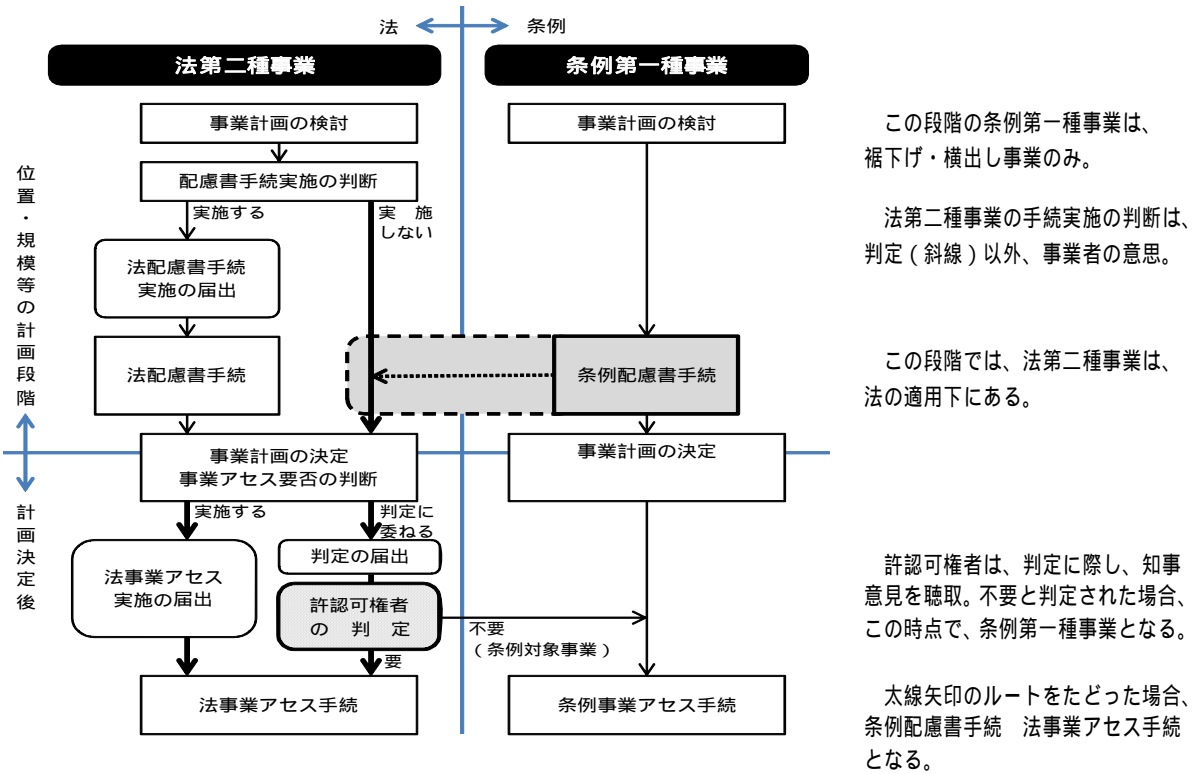 法 条例
法第二種事業 条例第一種事業
事業計画の検討 事業計画の検討
配慮書手続実施の判断
実施する
実　施
しない
法配慮書手続
実施の届出
法配慮書手続
条例配慮書手続
事業計画の決定
事業アセス要否の判断
事業計画の決定
実施する
判定に
委ねる
判定の届出
法事業アセス
実施の届出
許認可権者
の　判　定
不要
（条例対象事業）
要
法事業アセス手続 条例事業アセス手続
位置・規模等の計画段階
計画決定後
この段階の条例第一種事業は、
裾下げ・横出し事業のみ。
法第二種事業の手続実施の判断は、
判定（斜線）以外、事業者の意思。
この段階では、法第二種事業は、
法の適用下にある。
許認可権者は、判定に際し、知事
意見を聴取。不要と判定された場合、
この時点で、条例第一種事業となる。
太線矢印のルートをたどった場合、
条例配慮書手続　法事業アセス手続
となる。